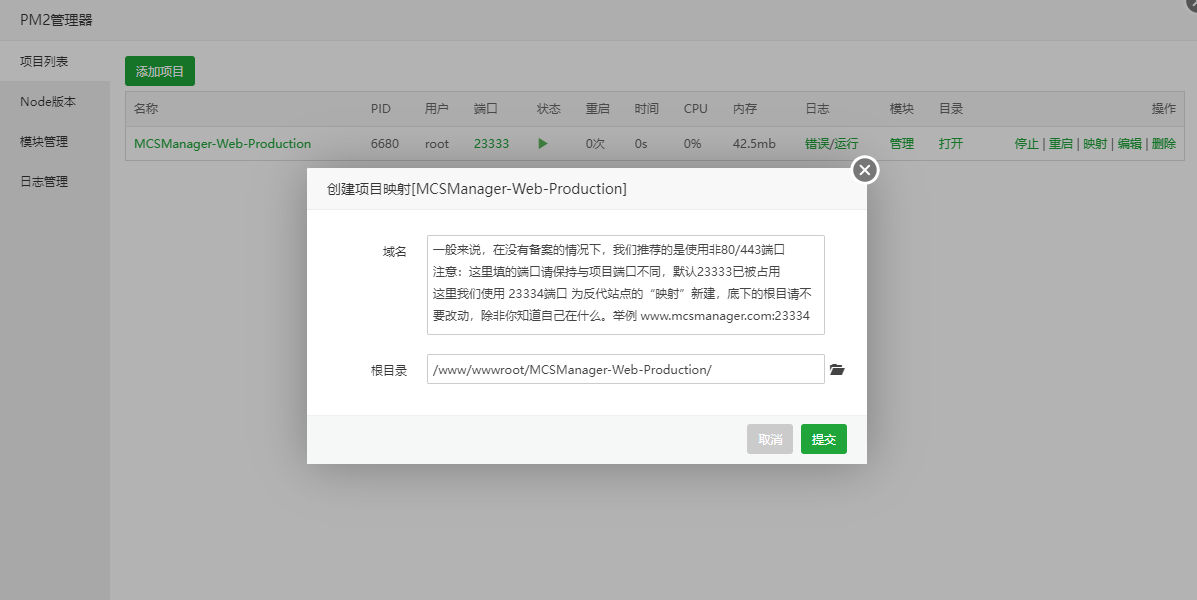 PM2管理器
项目列表
Node版本
模块管理
日志管理
添加项目
名称 PID 用户 端口 状态 重启 时间 CPU 内存 日志 模块 目录 操作
MCSManager-Web-Production 6680 root 23333 0次 0s 0% 42.5mb 错误/运行 管理 打开 停止 | 重启 | 映射 | 编辑 | 删除
创建项目映射[MCSManager-Web-Production]
域名
一般来说，在没有备案的情况下，我们推荐的是使用非80/443端口
注意：这里填的端口请保持与项目端口不同，默认23333已被占用
这里我们使用 23334端口 为反代站点的“映射”新建，底下的根目请不
要改动，除非你知道自己在什么。举例 www.mcsmanager.com:23334
根目录 /www/wwwroot/MCSManager-Web-Production/
取消 提交